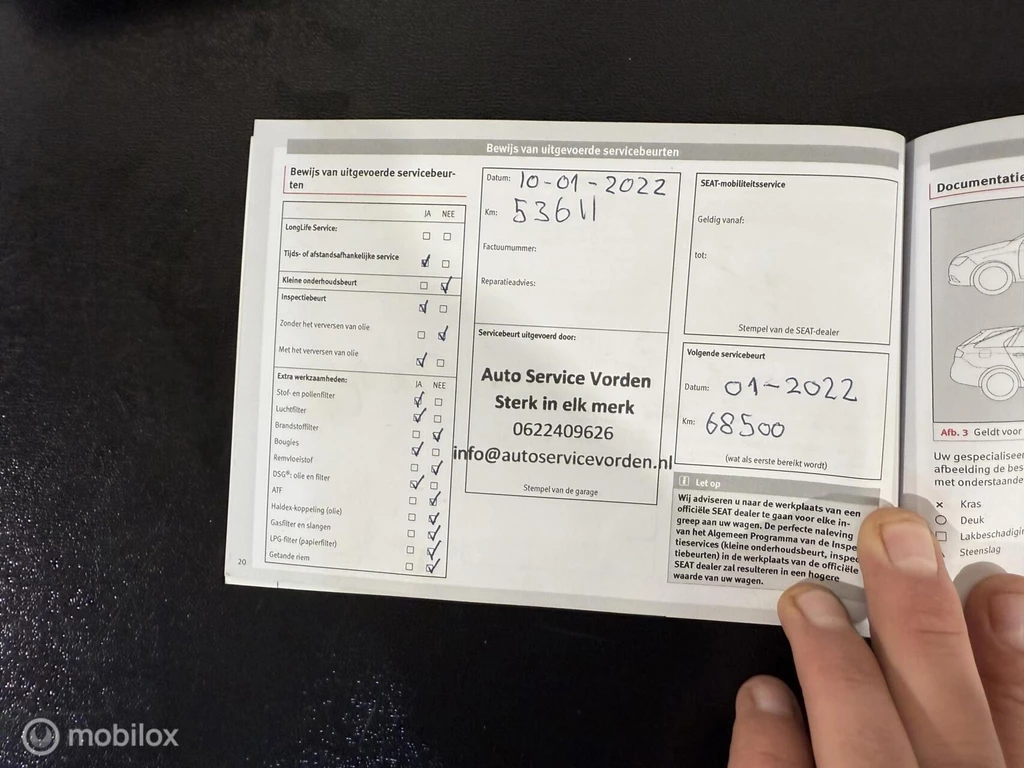 Bewijs van uitgevoerde servicebeurten
Bewijs van uitgevoerde servicebeur-
ten
JA NEE
LongLife Service:
Tijds- of afstandsafhankelijke service
Kleine onderhoudsbeurt
Inspectiebeurt
Zonder het verversen van olie
Met het verversen van olie
Extra werkzaamheden: JA NEE
Stof- en pollenfilter
Luchtfilter
Brandstoffilter
Bougies
Remvloeistof
DSG®: olie en filter
ATF
Haldex-koppeling (olie)
Gasfilter en slangen
LPG-filter (papierfilter)
Getande riem
20
Datum: 10-01-2022
Km: 53611
Factuurnummer:
Reparatieadvies:
Servicebeurt uitgevoerd door:
Auto Service Vorden
Sterk in elk merk
0622409626
info@autoservicevorden.nl
Stempel van de garage
SEAT-mobiliteitsservice
Geldig vanaf:
tot:
Stempel van de SEAT-dealer
Volgende servicebeurt
Datum: 01-2022
Km: 68500
(wat als eerste bereikt wordt)
i Let op
Wij adviseren u naar de werkplaats van een
officiële SEAT dealer te gaan voor elke in-
greep aan uw wagen. De perfecte naleving
van het Algemeen Programma van de Inspec
tieservices (kleine onderhoudsbeurt, inspec
tiebeurten) in de werkplaats van de officiële
SEAT dealer zal resulteren in een hogere
waarde van uw wagen.
Documentatie
Afb. 3 Geldt voor
Uw gespecialiseer
afbeelding de bes
met onderstaande
× Kras
Deuk
Lakbeschadigi
Steenslag
mobilox